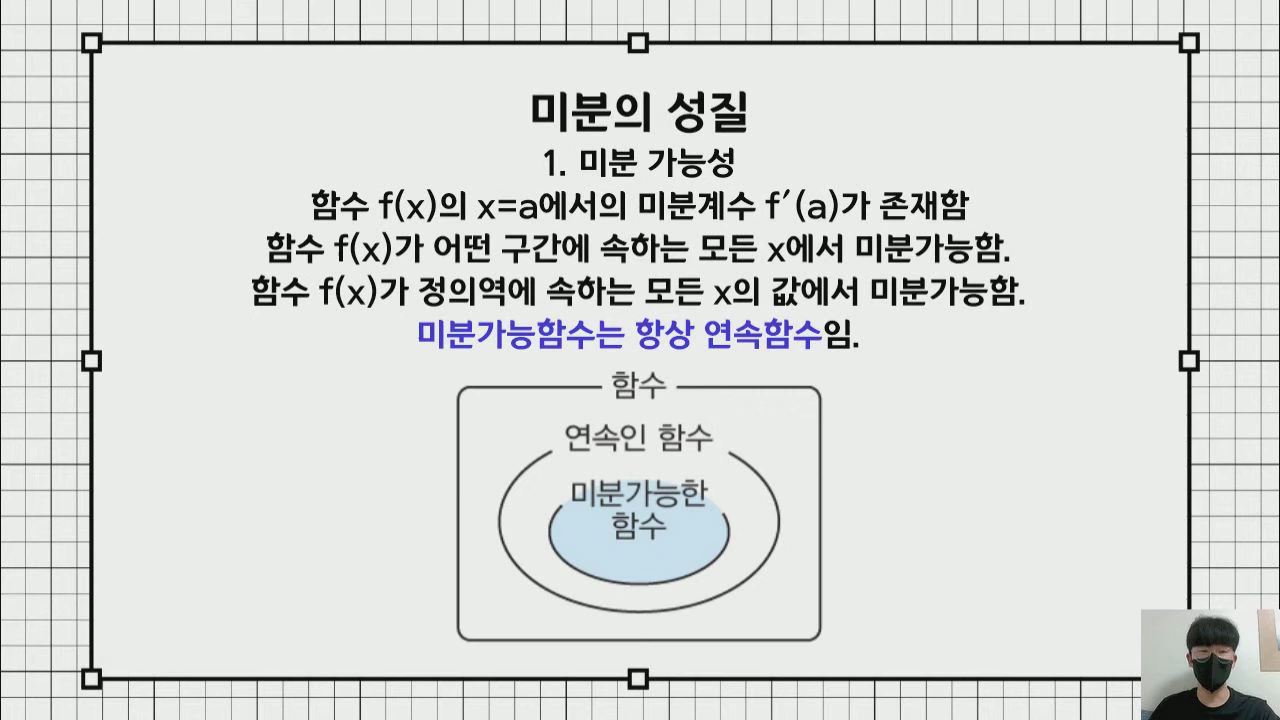 미분의 성질
1. 미분 가능성
함수 f(x)의 x=a에서의 미분계수 f′(a)가 존재함
함수 f(x)가 어떤 구간에 속하는 모든 x에서 미분가능함.
함수 f(x)가 정의역에 속하는 모든 x의 값에서 미분가능함.
미분가능함수는 항상 연속함수임.
함수
연속인 함수
미분가능한
함수